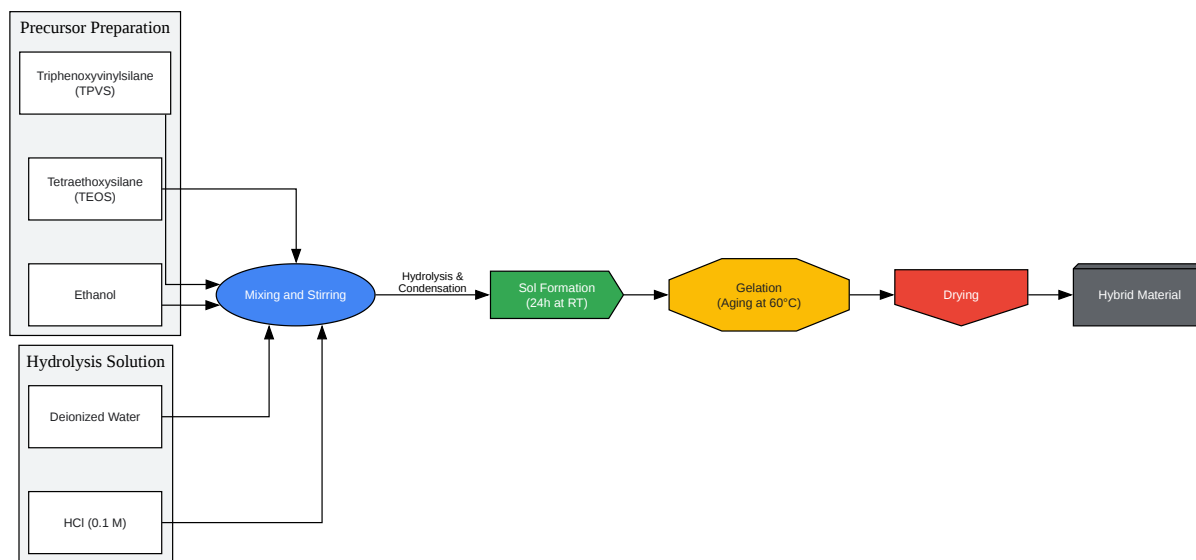 Precursor Preparation
Triphenoxyvinylsilane
(TPVS)
Tetraethoxysilane
(TEOS)
Ethanol
Hydrolysis Solution
Deionized Water
HCl (0.1 M)
Mixing and Stirring
Hydrolysis &
Condensation
Sol Formation
(24h at RT)
Gelation
(Aging at 60°C)
Drying
Hybrid Material